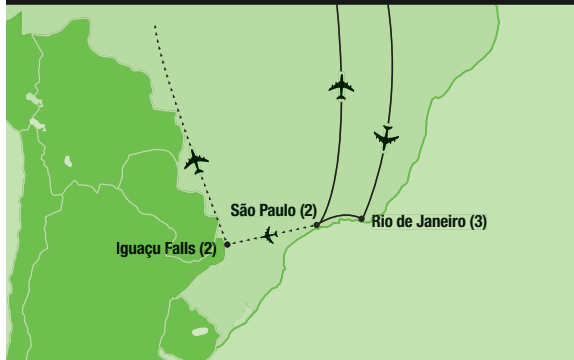 São Paulo (2)
Rio de Janeiro (3)
Iguaçu Falls (2)